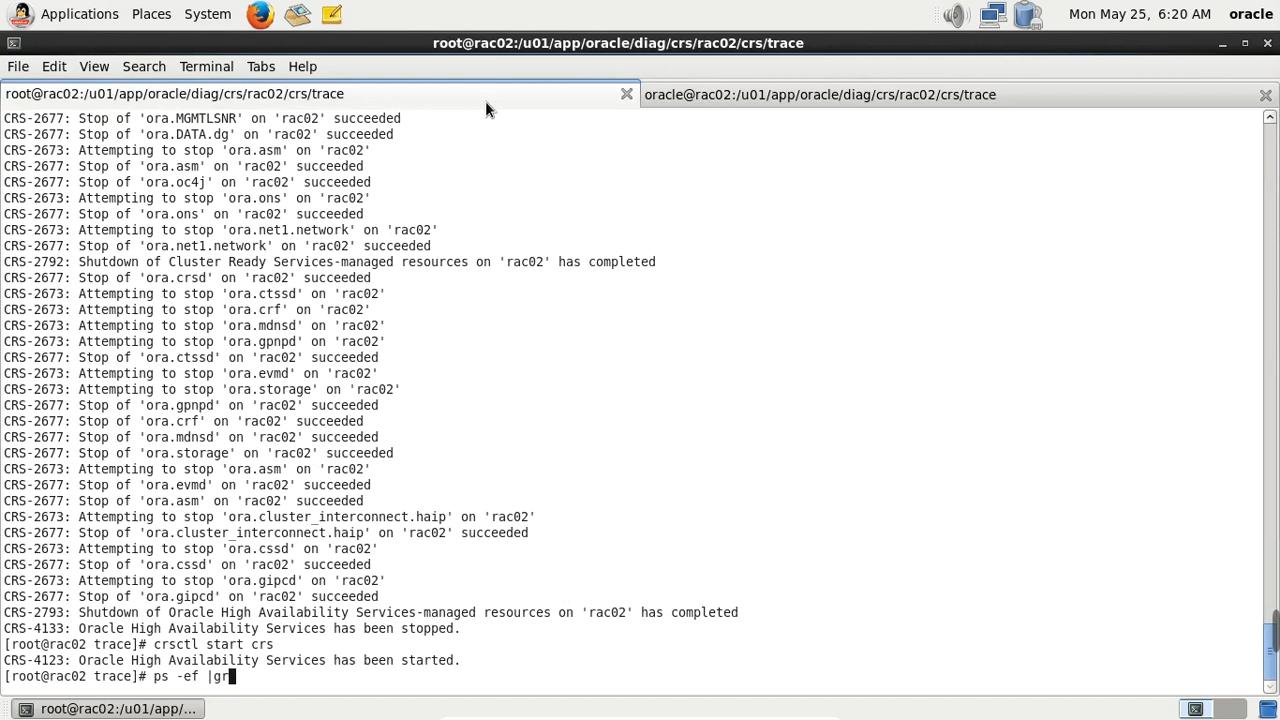 Applications Places System Mon May 25, 6:20 AM oracle
root@rac02:/u01/app/oracle/diag/crs/rac02/crs/trace
File Edit View Search Terminal Tabs Help
root@rac02:/u01/app/oracle/diag/crs/rac02/crs/trace oracle@rac02:/u01/app/oracle/diag/crs/rac02/crs/trace
CRS-2677: Stop of 'ora.MGMTLSNR' on 'rac02' succeeded
CRS-2677: Stop of 'ora.DATA.dg' on 'rac02' succeeded
CRS-2673: Attempting to stop 'ora.asm' on 'rac02'
CRS-2677: Stop of 'ora.asm' on 'rac02' succeeded
CRS-2677: Stop of 'ora.oc4j' on 'rac02' succeeded
CRS-2673: Attempting to stop 'ora.ons' on 'rac02'
CRS-2677: Stop of 'ora.ons' on 'rac02' succeeded
CRS-2673: Attempting to stop 'ora.net1.network' on 'rac02'
CRS-2677: Stop of 'ora.net1.network' on 'rac02' succeeded
CRS-2792: Shutdown of Cluster Ready Services-managed resources on 'rac02' has completed
CRS-2677: Stop of 'ora.crsd' on 'rac02' succeeded
CRS-2673: Attempting to stop 'ora.ctssd' on 'rac02'
CRS-2673: Attempting to stop 'ora.crf' on 'rac02'
CRS-2673: Attempting to stop 'ora.mdnsd' on 'rac02'
CRS-2673: Attempting to stop 'ora.gpnpd' on 'rac02'
CRS-2677: Stop of 'ora.ctssd' on 'rac02' succeeded
CRS-2673: Attempting to stop 'ora.evmd' on 'rac02'
CRS-2673: Attempting to stop 'ora.storage' on 'rac02'
CRS-2677: Stop of 'ora.gpnpd' on 'rac02' succeeded
CRS-2677: Stop of 'ora.crf' on 'rac02' succeeded
CRS-2677: Stop of 'ora.mdnsd' on 'rac02' succeeded
CRS-2677: Stop of 'ora.storage' on 'rac02' succeeded
CRS-2673: Attempting to stop 'ora.asm' on 'rac02'
CRS-2677: Stop of 'ora.evmd' on 'rac02' succeeded
CRS-2677: Stop of 'ora.asm' on 'rac02' succeeded
CRS-2673: Attempting to stop 'ora.cluster_interconnect.haip' on 'rac02'
CRS-2677: Stop of 'ora.cluster_interconnect.haip' on 'rac02' succeeded
CRS-2673: Attempting to stop 'ora.cssd' on 'rac02'
CRS-2677: Stop of 'ora.cssd' on 'rac02' succeeded
CRS-2673: Attempting to stop 'ora.gipcd' on 'rac02'
CRS-2677: Stop of 'ora.gipcd' on 'rac02' succeeded
CRS-2793: Shutdown of Oracle High Availability Services-managed resources on 'rac02' has completed
CRS-4133: Oracle High Availability Services has been stopped.
[root@rac02 trace]# crsctl start crs
CRS-4123: Oracle High Availability Services has been started.
[root@rac02 trace]# ps -ef |gr
root@rac02:/u01/app/...